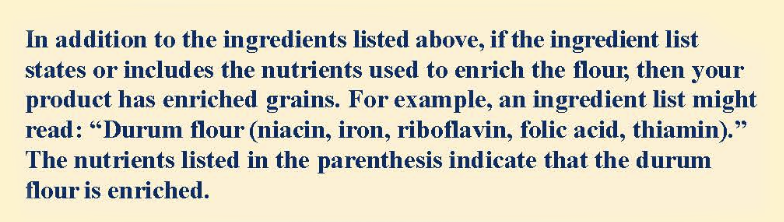 In addition to the ingredients listed above, if the ingredient list
states or includes the nutrients used to enrich the flour, then your
product has enriched grains. For example, an ingredient list might
read: “Durum flour (niacin, iron, riboflavin, folic acid, thiamin).”
The nutrients listed in the parenthesis indicate that the durum
flour is enriched.